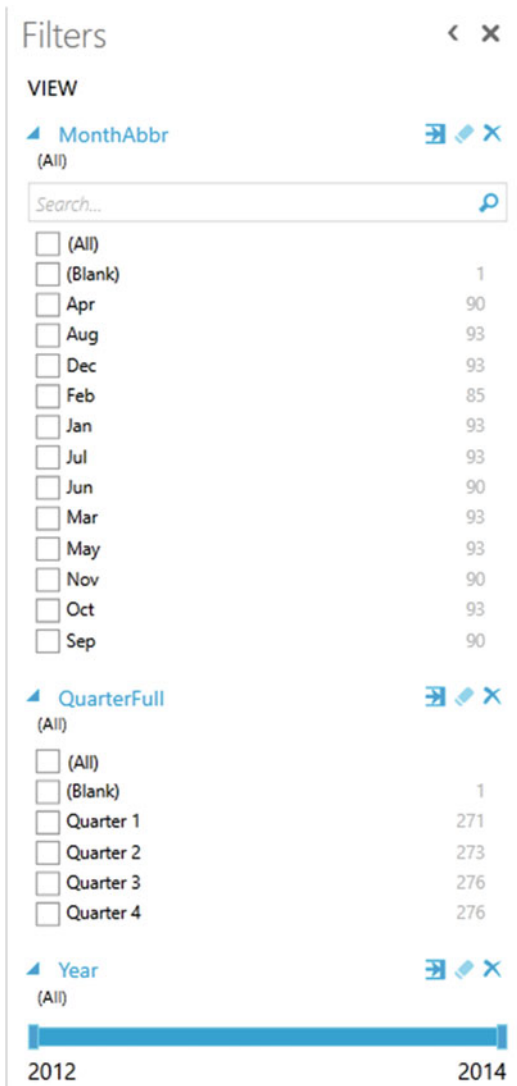 Filters
VIEW
MonthAbbr
(All)
Search...
(All)
(Blank) 1
Apr 90
Aug 93
Dec 93
Feb 85
Jan 93
Jul 93
Jun 90
Mar 93
May 93
Nov 90
Oct 93
Sep 90
QuarterFull
(All)
(All)
(Blank) 1
Quarter 1 271
Quarter 2 273
Quarter 3 276
Quarter 4 276
Year
(All)
2012 2014